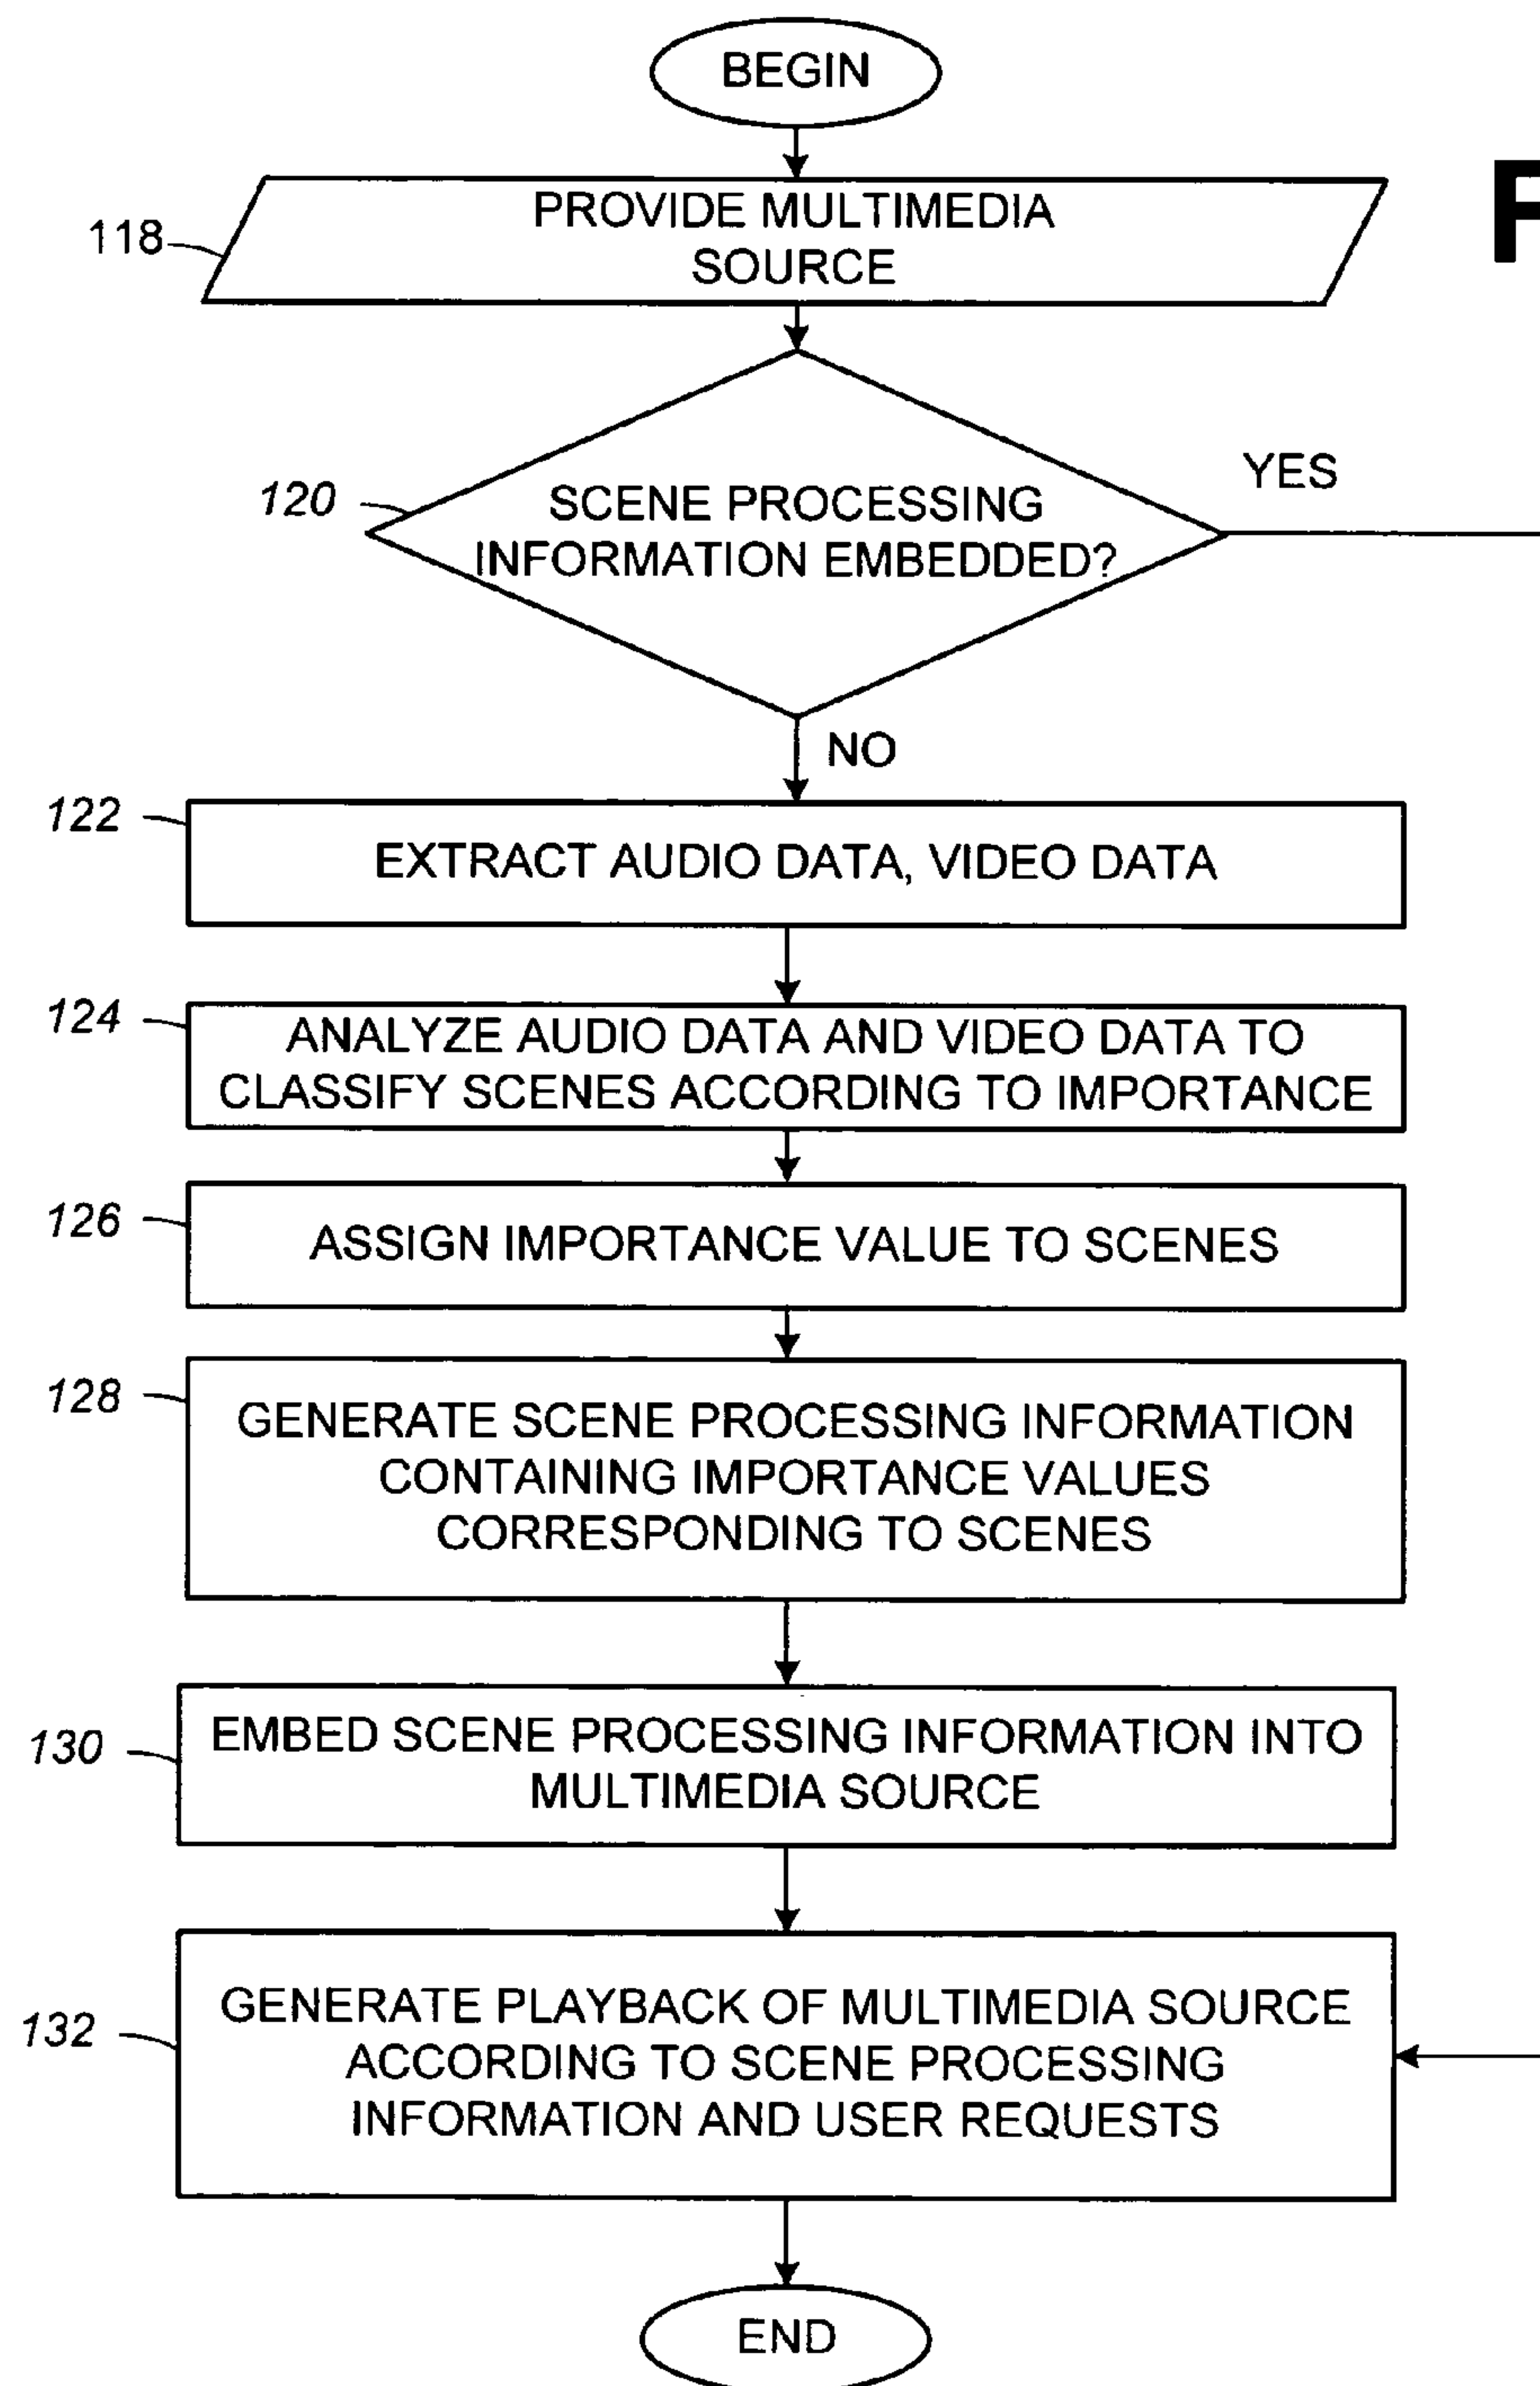 BEGIN
118
PROVIDE MULTIMEDIA
SOURCE
F
120
SCENE PROCESSING
INFORMATION EMBEDDED?
YES
NO
122
EXTRACT AUDIO DATA, VIDEO DATA
124
ANALYZE AUDIO DATA AND VIDEO DATA TO
CLASSIFY SCENES ACCORDING TO IMPORTANCE
126
ASSIGN IMPORTANCE VALUE TO SCENES
128
GENERATE SCENE PROCESSING INFORMATION
CONTAINING IMPORTANCE VALUES
CORRESPONDING TO SCENES
130
EMBED SCENE PROCESSING INFORMATION INTO
MULTIMEDIA SOURCE
132
GENERATE PLAYBACK OF MULTIMEDIA SOURCE
ACCORDING TO SCENE PROCESSING
INFORMATION AND USER REQUESTS
END